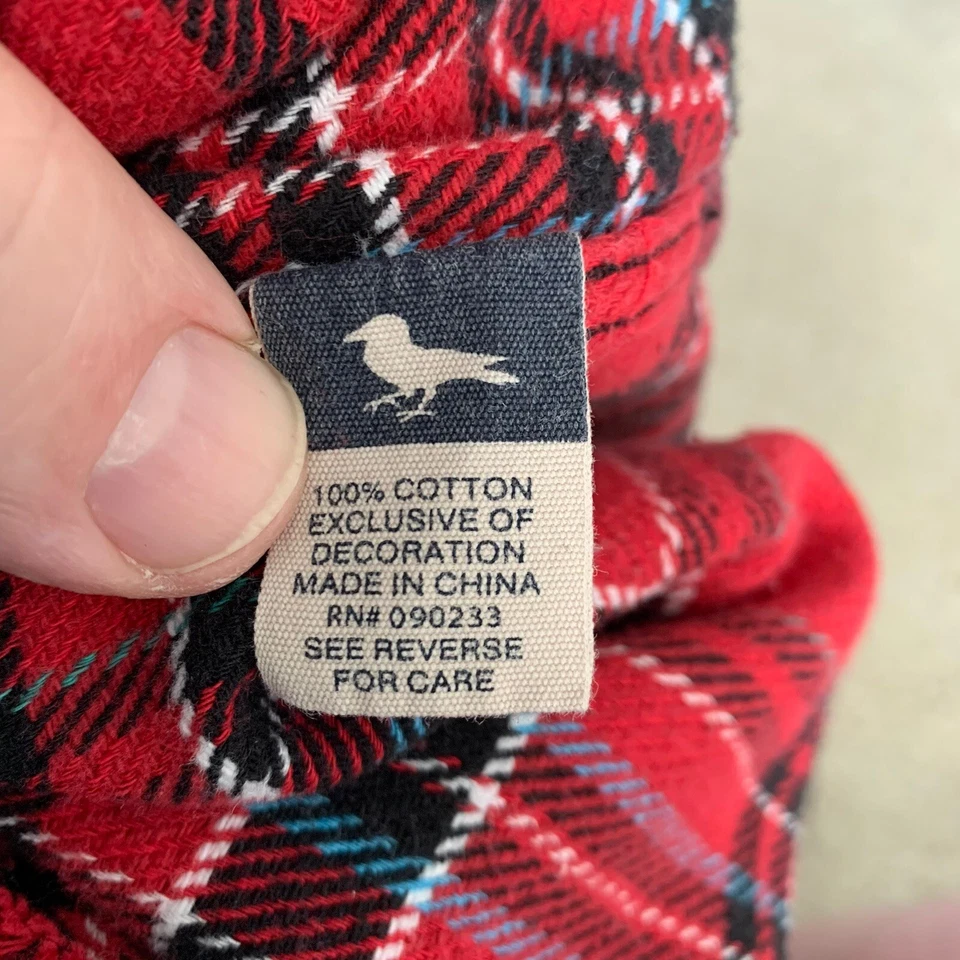 100% COTTON
EXCLUSIVE OF
DECORATION
MADE IN CHINA
RN# 090233
SEE REVERSE
FOR CARE